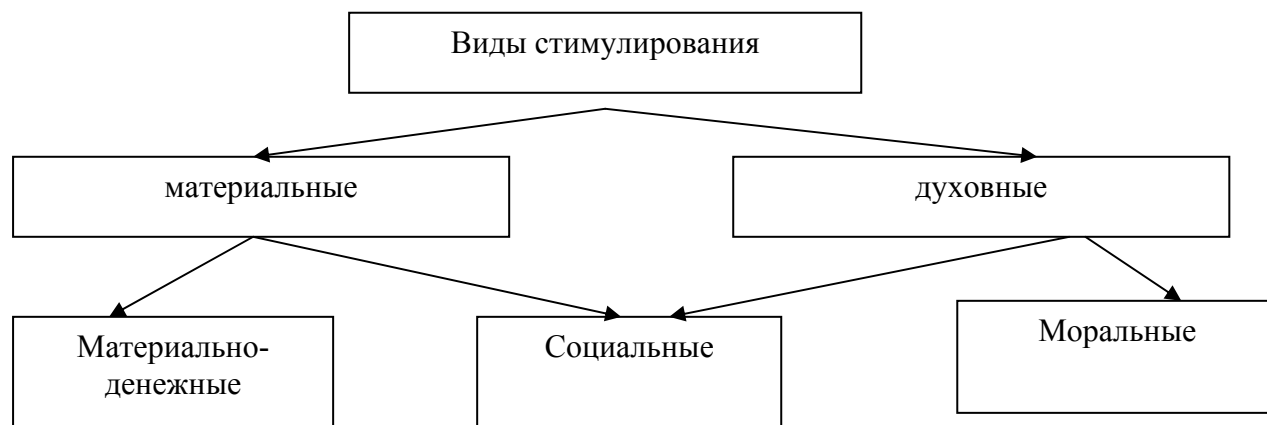 Виды стимулирования
материальные
духовные
Материально-
денежные
Социальные
Моральные